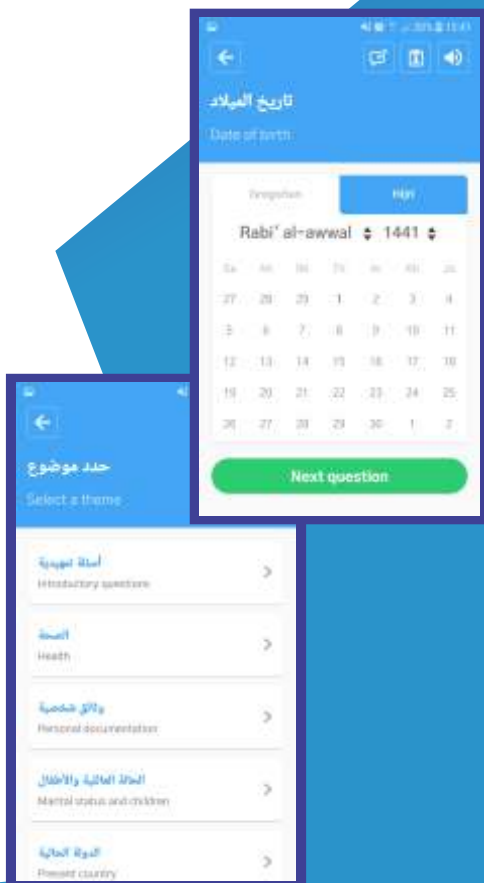 تاريخ الميلاد
Date of birth
Gregorian Hijri
Rabi' al-awwal 1441
27 28 29 1 2 3 4
5 6 7 8 9 10 11
12 13 14 15 16 17 18
19 20 21 22 23 24 25
26 27 28 29 30 1 2
Next question
حدد موضوع
Select a theme
أسئلة تمهيدية
Introductory questions
الصحة
Health
وثائق شخصية
Personal documentation
الحالة العائلية والأطفال
Marital status and children
الدولة الحالية
Present country